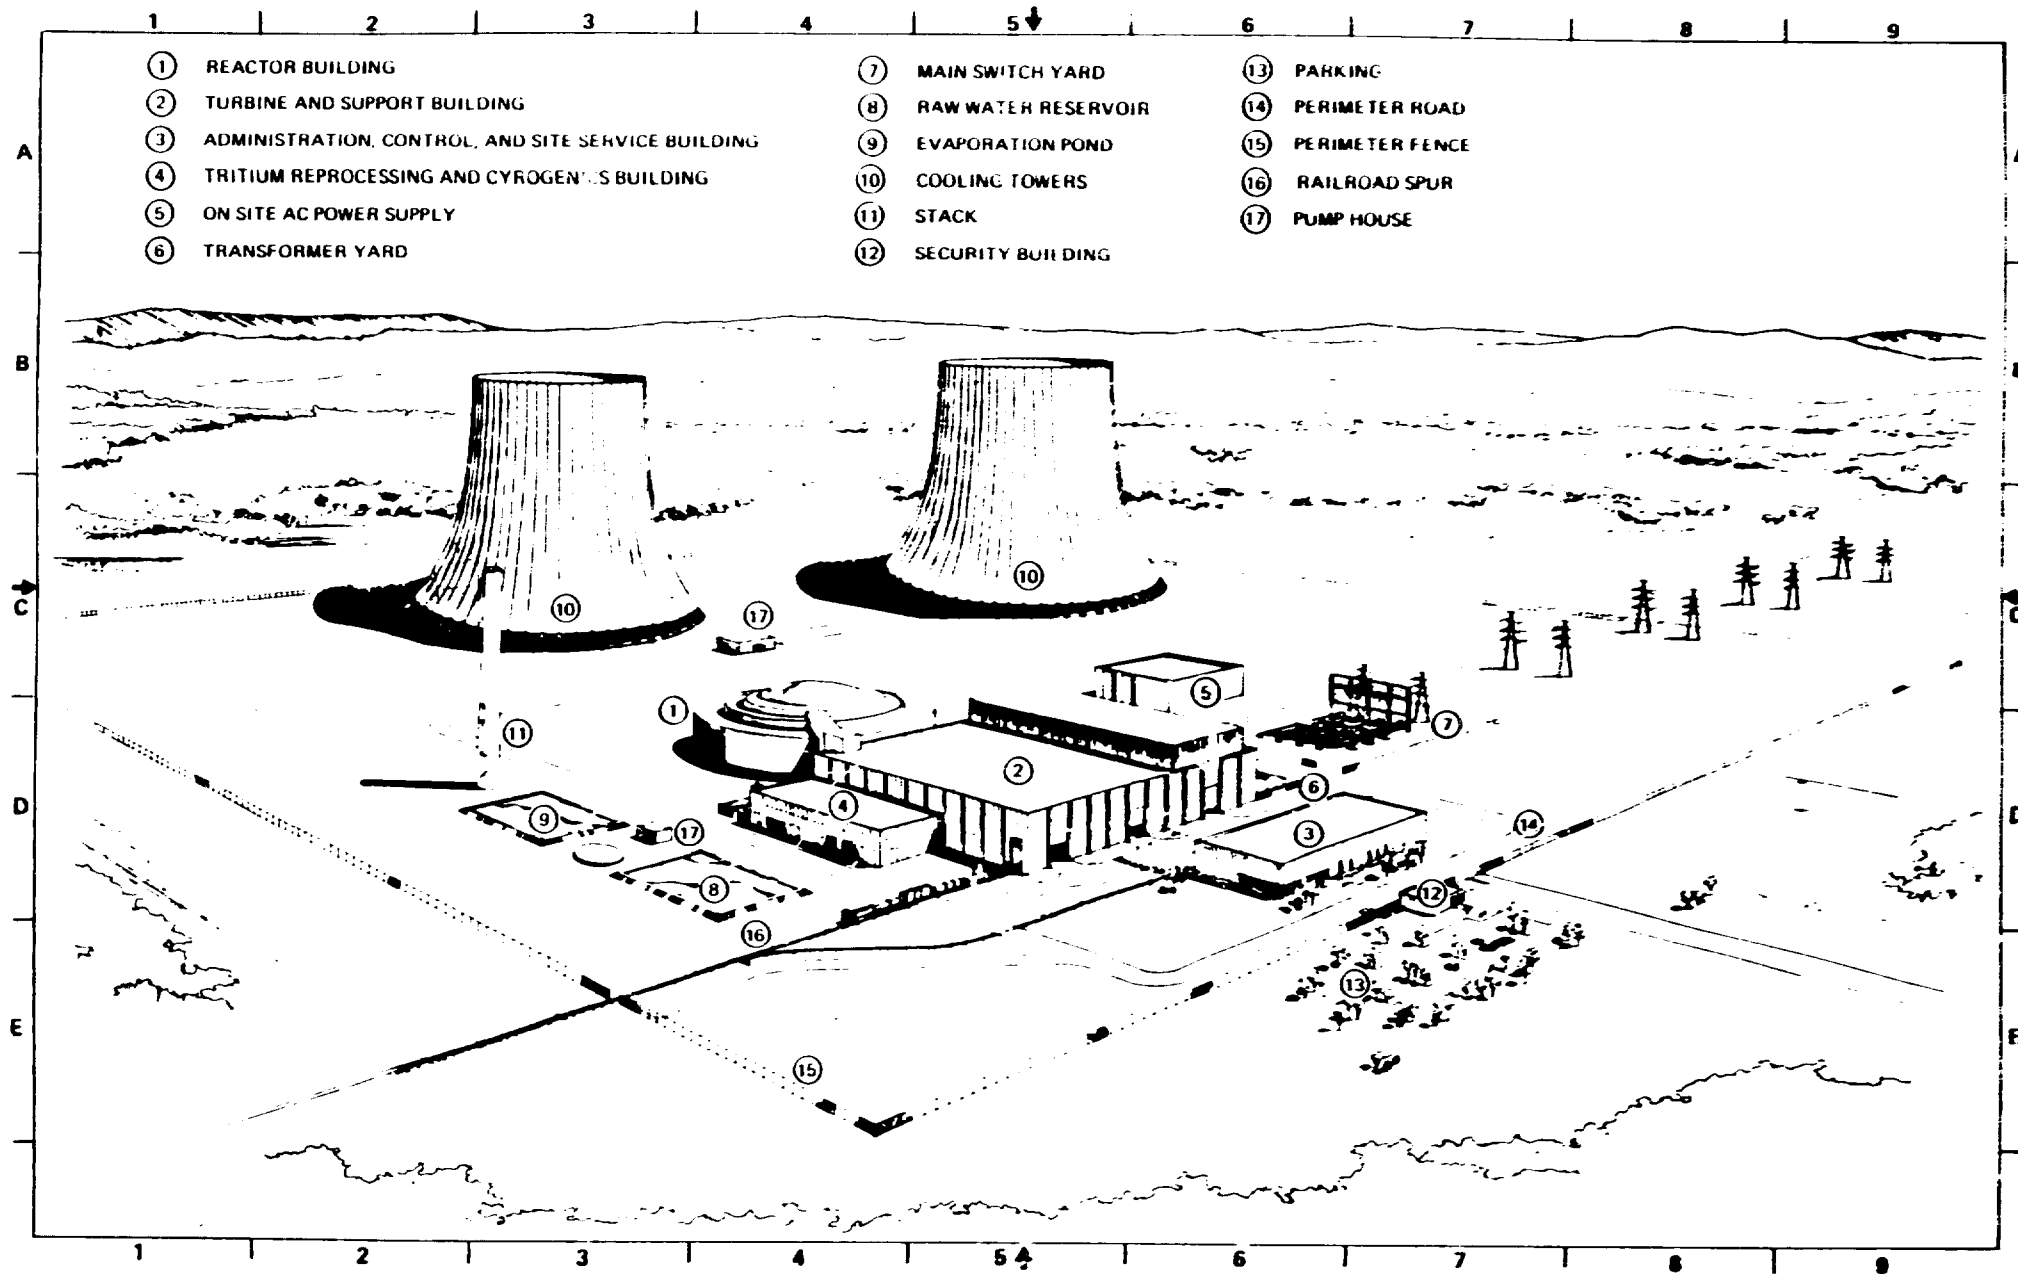 1 2 3 4 5 6 7 8 9
1 REACTOR BUILDING
2 TURBINE AND SUPPORT BUILDING
3 ADMINISTRATION, CONTROL, AND SITE SERVICE BUILDING
4 TRITIUM REPROCESSING AND BUILDING
5 ON SITE AC POWER SUPPLY
6 TRANSFORMER YARD
7 MAIN SWITCH YARD
8 RAW WATER RESERVOIR
9 EVAPORATION POND
10 COOLING TOWERS
11 STACK
12 SECURITY BUILDING
13 PARKING
14 PERIMETER ROAD
15 PERIMETER FENCE
16 RAILROAD SPUR
17 PUMP HOUSE
A
B
C
D
E
10
10
17
5
1
7
11
2
6
4
9
17
3
14
8
12
16
13
15
1 2 3 4 5 6 7 8 9